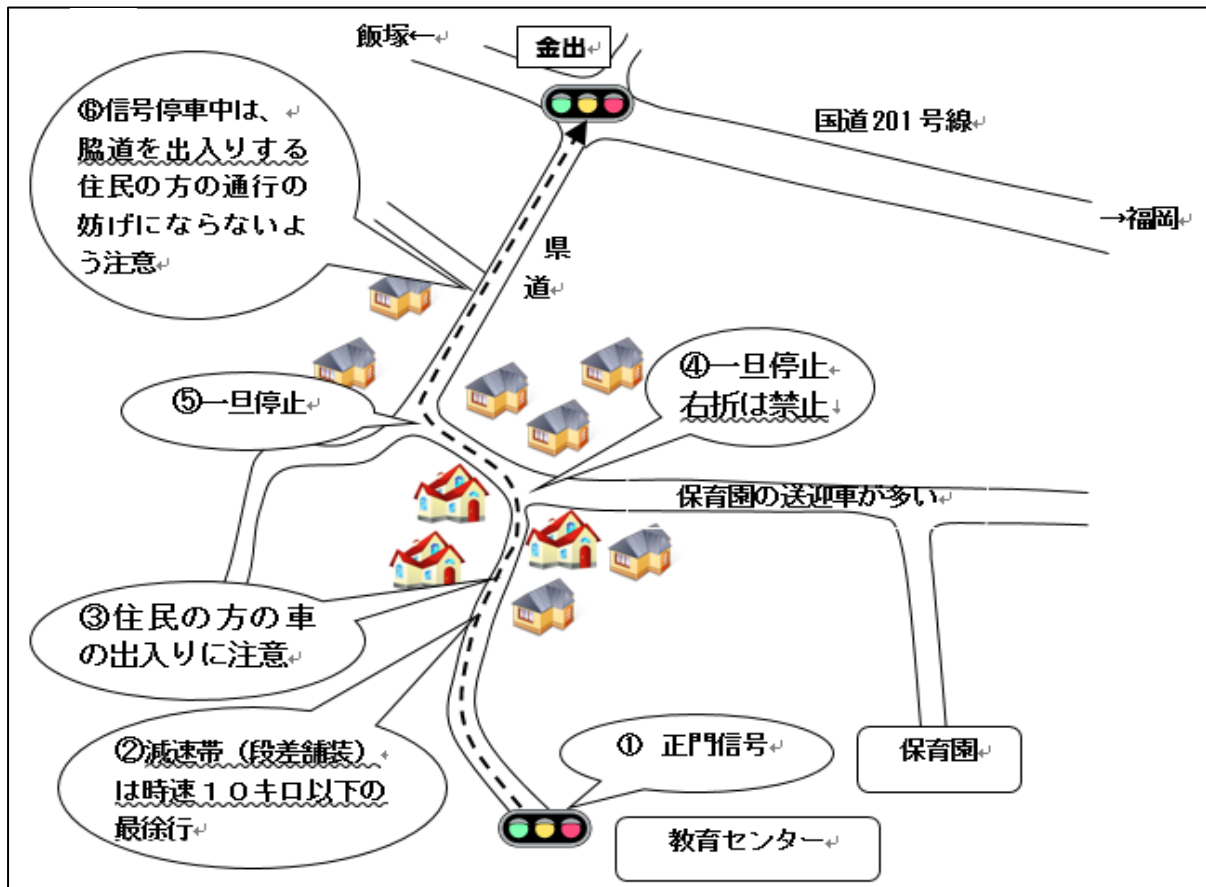 飯塚←
金出
国道201号線
→福岡
⑥信号停車中は、
脇道を出入りする
住民の方の通行の
妨げにならないよ
う注意
県
道
④一旦停止
右折は禁止
⑤一旦停止
保育園の送迎車が多い
③住民の方の車
の出入りに注意
②減速帯（段差舗装）
は時速１０キロ以下の
最徐行
① 正門信号
保育園
教育センター